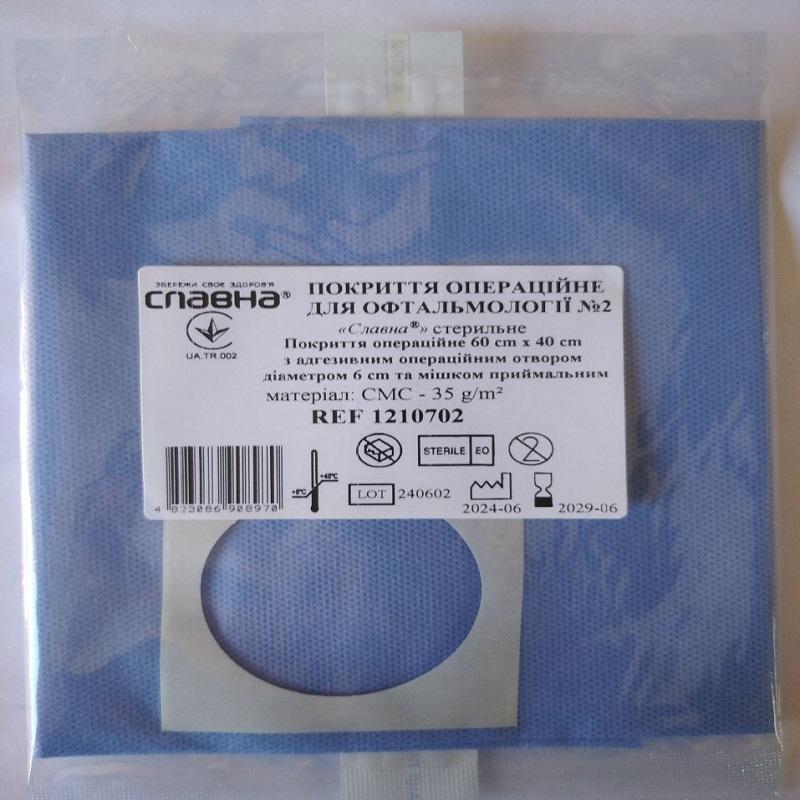 ЗБЕРЕЖИ СВОЄ ЗДОРОВ'Я
СЛАВНА®
UA.TR.002
ПОКРИТТЯ ОПЕРАЦІЙНЕ
ДЛЯ ОФТАЛЬМОЛОГІЇ №2
«Славна®» стерильне
Покриття операційне 60 cm x 40 cm
з адгезивним операційним отвором
діаметром 6 cm та мішком приймальним
матеріал: СМС - 35 g/m²
REF 1210702
STERILE EO
2
+5°C +40°C
LOT 240602
2024-06
2029-06
4 823086 908970